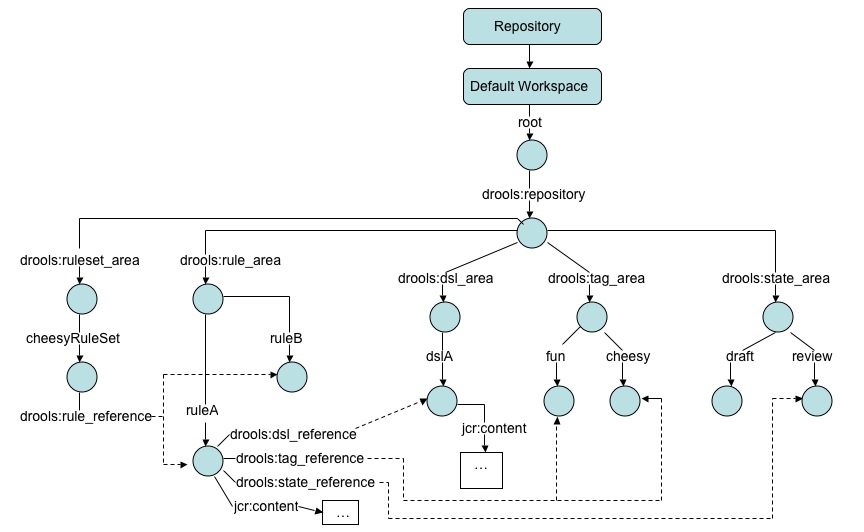 Repository
Default Workspace
root
drools:repository
drools:ruleset_area
drools:rule_area
drools:dsl_area
drools:tag_area
drools:state_area
cheesyRuleSet
ruleB
dslA
fun
cheesy
draft
review
drools:rule_reference
ruleA
drools:dsl_reference
jcr:content
drools:tag_reference
...
drools:state_reference
jcr:content
...